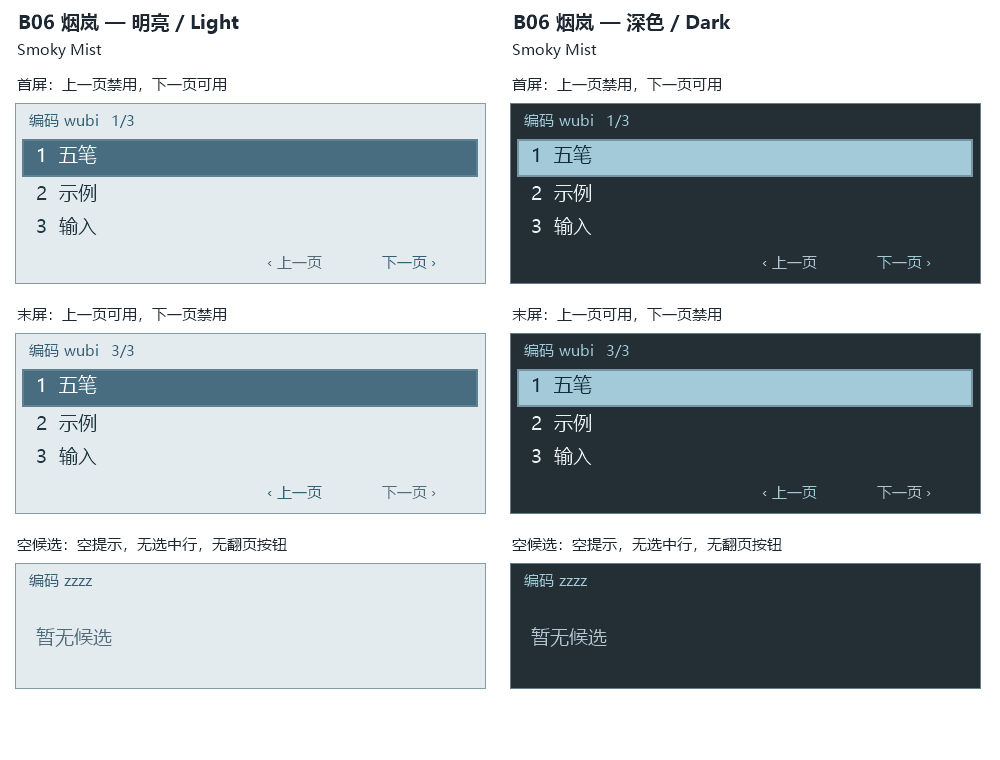 B06 烟岚 — 明亮 / Light
Smoky Mist
首屏：上一页禁用，下一页可用
编码 wubi 1/3
1 五笔
2 示例
3 输入
‹ 上一页 下一页 ›
末屏：上一页可用，下一页禁用
编码 wubi 3/3
1 五笔
2 示例
3 输入
‹ 上一页 下一页 ›
空候选：空提示，无选中行，无翻页按钮
编码 zzzz
暂无候选
B06 烟岚 — 深色 / Dark
Smoky Mist
首屏：上一页禁用，下一页可用
编码 wubi 1/3
1 五笔
2 示例
3 输入
‹ 上一页 下一页 ›
末屏：上一页可用，下一页禁用
编码 wubi 3/3
1 五笔
2 示例
3 输入
‹ 上一页 下一页 ›
空候选：空提示，无选中行，无翻页按钮
编码 zzzz
暂无候选